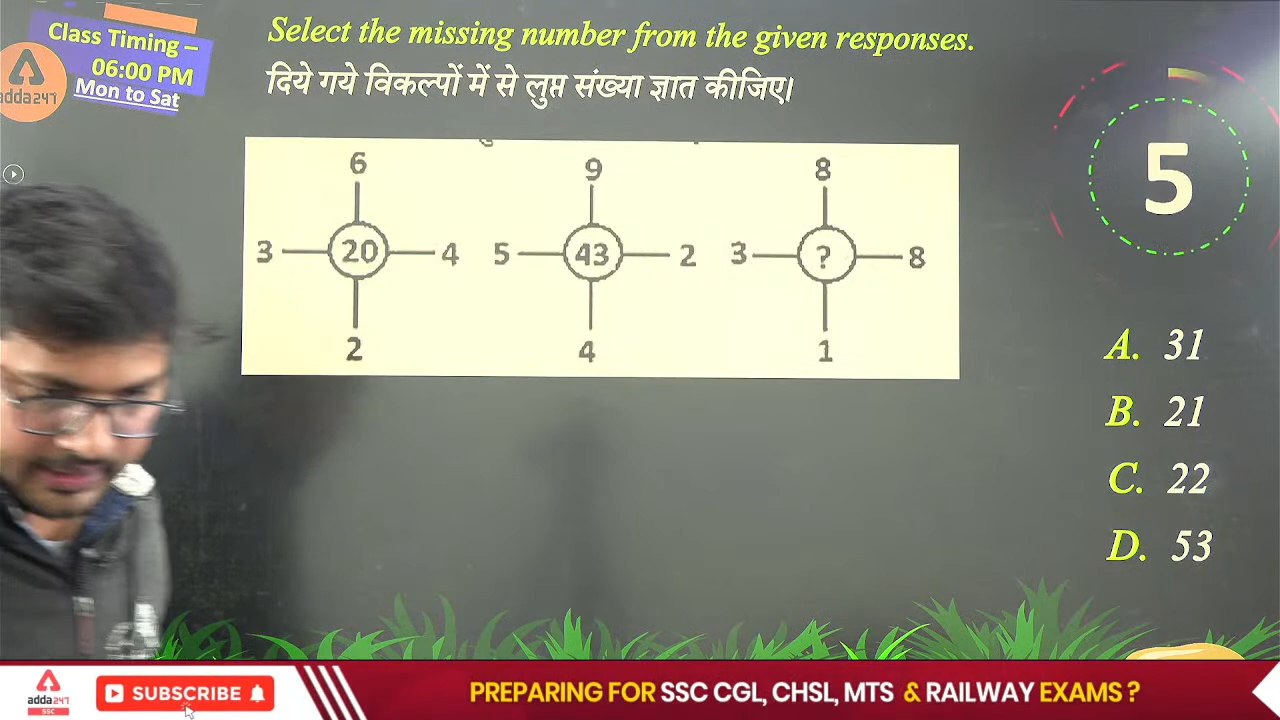 Class Timing –
06:00 PM
Mon to Sat
adda247
Select the missing number from the given responses.
दिये गये विकल्पों में से लुप्त संख्या ज्ञात कीजिए।
6
3 20 4
2
9
5 43 2
4
8
3 ? 8
1
5
A. 31
B. 21
C. 22
D. 53
adda247
SSC
SUBSCRIBE
PREPARING FOR SSC CGL, CHSL, MTS & RAILWAY EXAMS ?